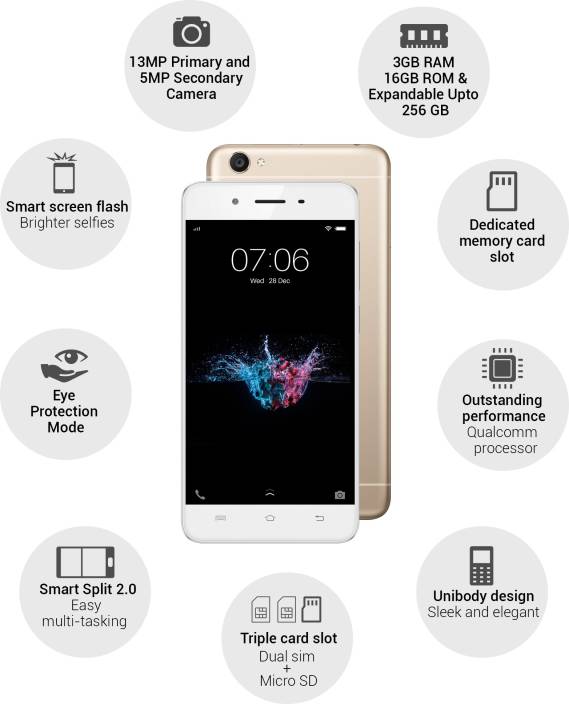 13MP Primary and
5MP Secondary
Camera
3GB RAM
16GB ROM &
Expandable Upto
256 GB
Smart screen flash
Brighter selfies
Dedicated
memory card
slot
07:06
Wed 28 Dec
Eye
Protection
Mode
Outstanding
performance
Qualcomm
processor
Smart Split 2.0
Easy
multi-tasking
Triple card slot
Dual sim
+
Micro SD
Unibody design
Sleek and elegant